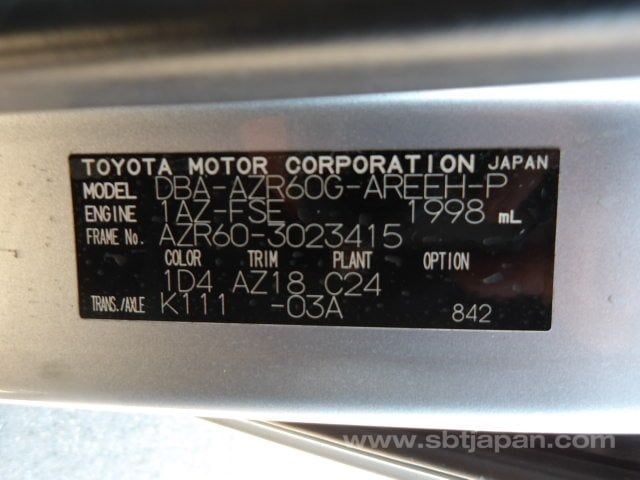 TOYOTA MOTOR CORPORATION JAPAN
MODEL DBA-AZR60G-AREEH-P
ENGINE 1AZ-FSE 1998 mL
FRAME No. AZR60-3023415
COLOR TRIM PLANT OPTION
1D4 AZ18 C24
TRANS./AXLE K111 -03A 842
www.sbtjapan.com